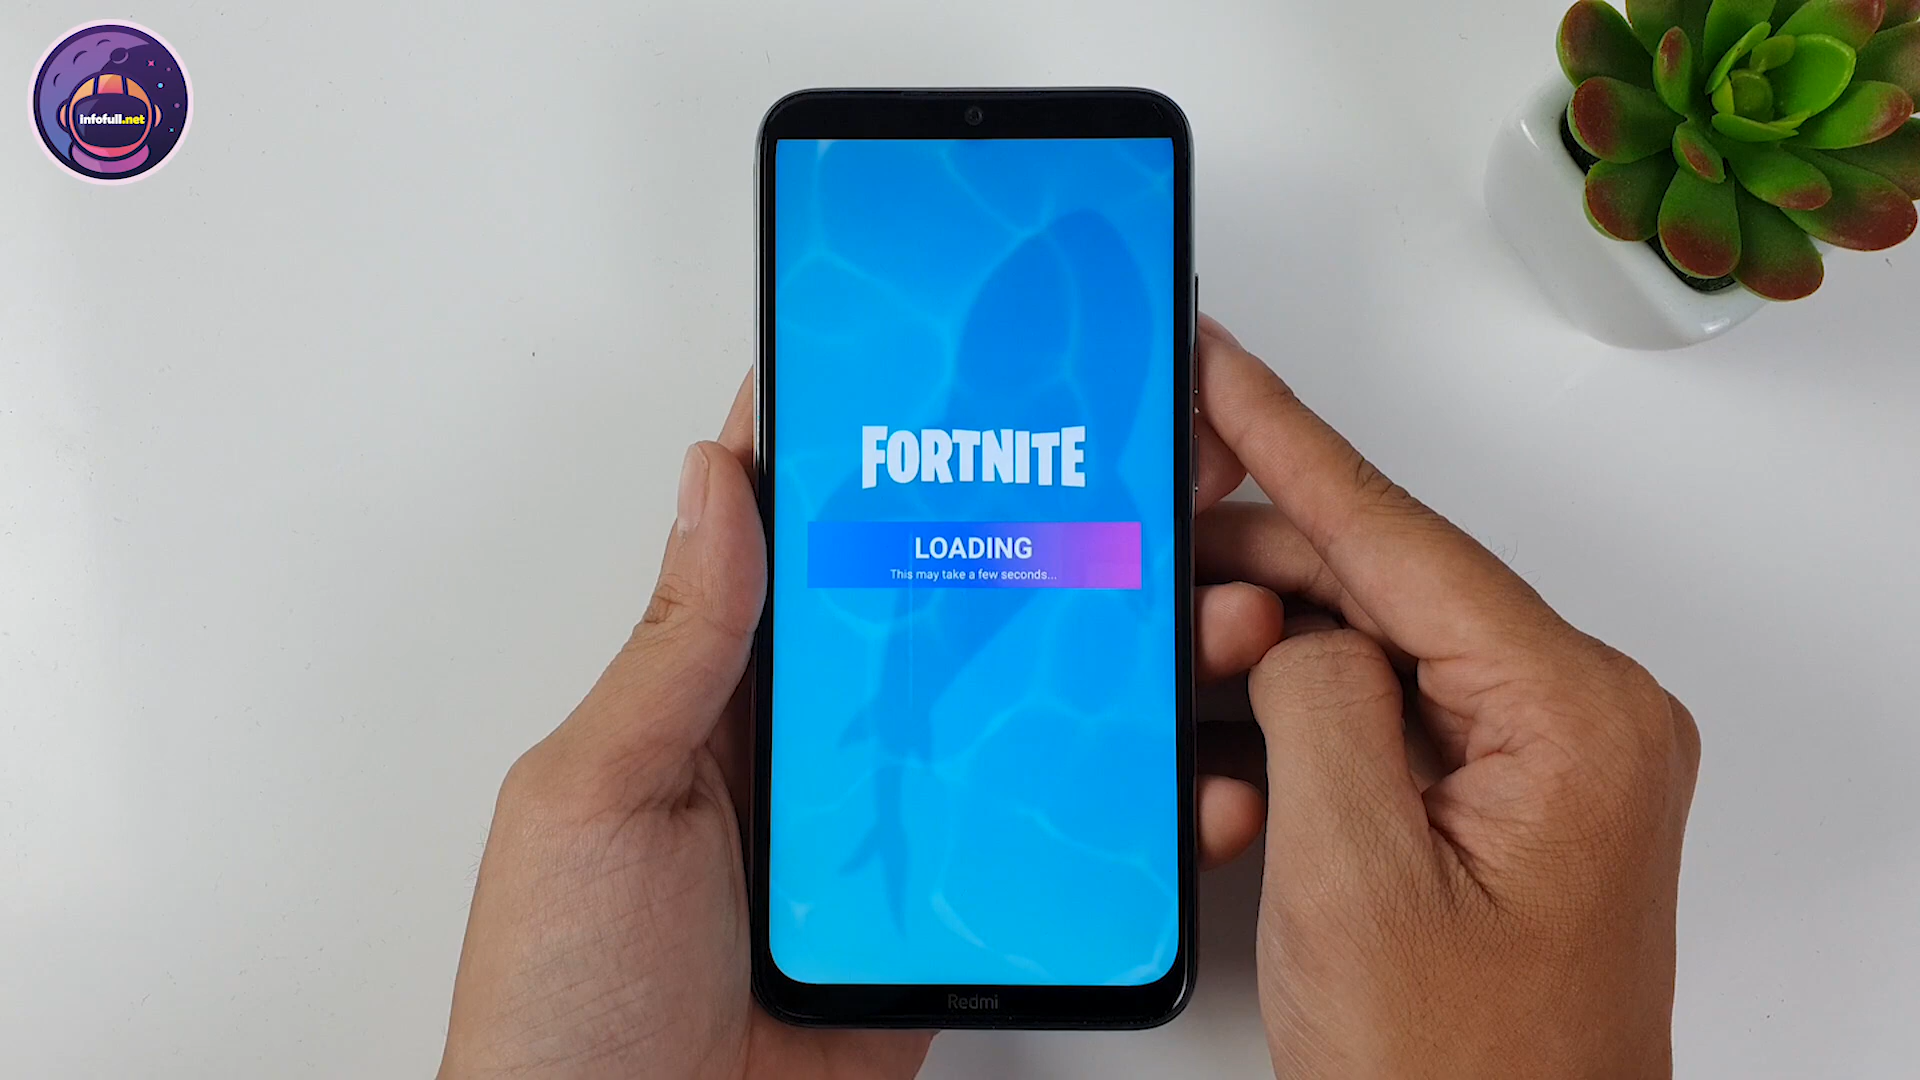 Infofull.net
FORTNITE
LOADING
This may take a few seconds...
Redmi